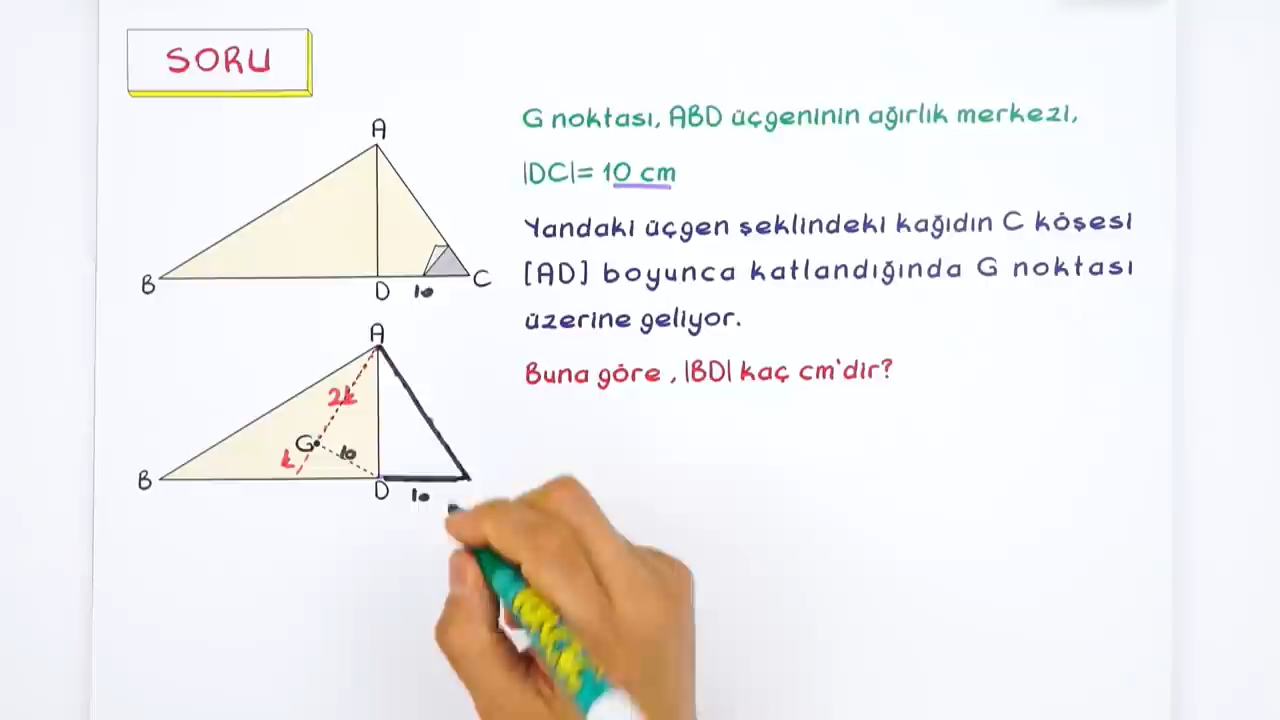 SORU
A
B
D
10
C
G noktası, ABD üçgeninin ağırlık merkezi,
|DC|= 10 cm
Yandaki üçgen şeklindeki kağıdın C köşesi
[AD] boyunca katlandığında G noktası
üzerine geliyor.
Buna göre, |BD| kaç cm'dir?
A
2k
G
10
k
B
D
10